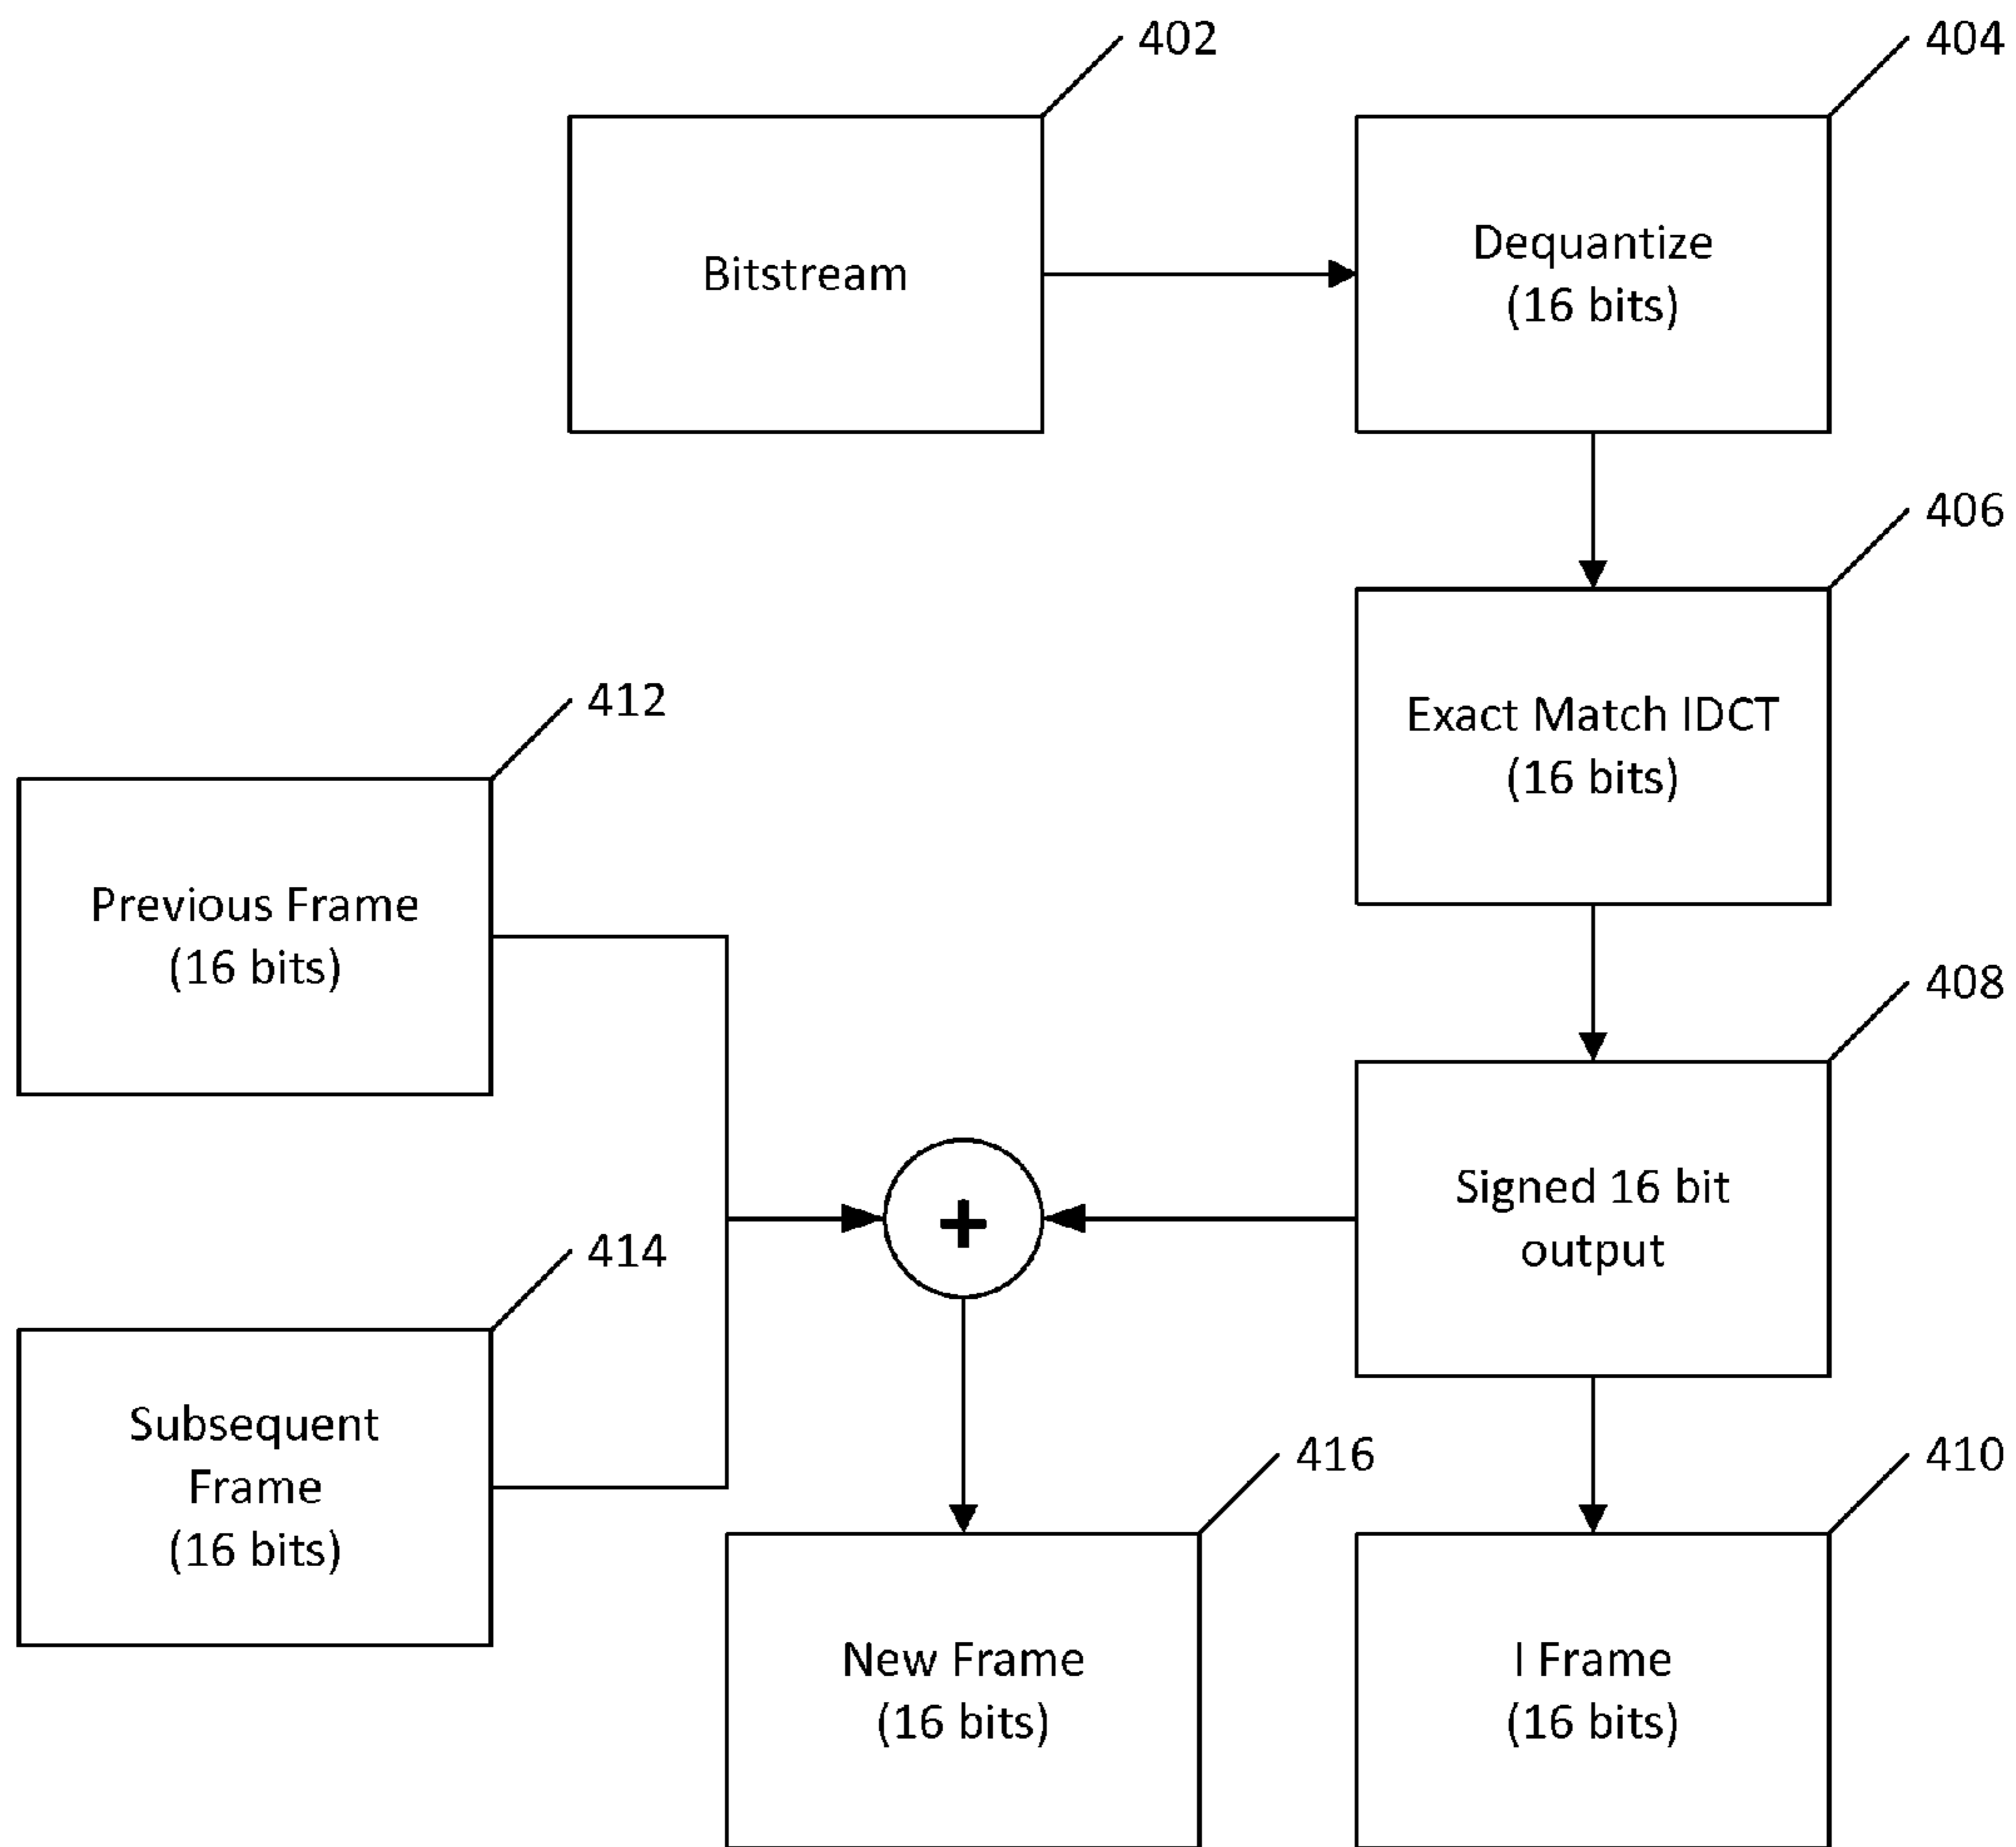 402
404
Bitstream
Dequantize
(16 bits)
406
Exact Match IDCT
(16 bits)
412
Previous Frame
(16 bits)
408
Signed 16 bit
output
+
414
Subsequent
Frame
(16 bits)
416
New Frame
(16 bits)
410
I Frame
(16 bits)